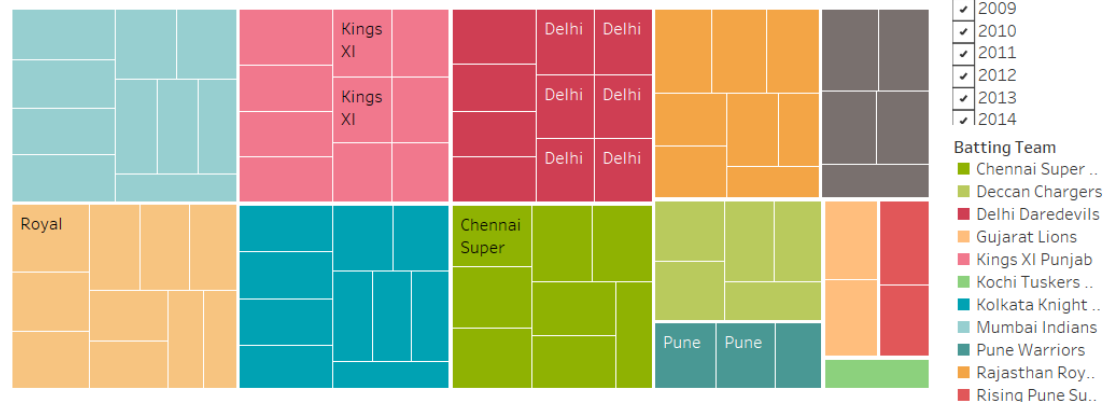 Kings
XI
Kings
XI
Delhi Delhi
Delhi Delhi
Delhi Delhi
Royal
Chennai
Super
Pune Pune
2009
2010
2011
2012
2013
2014
Batting Team
Chennai Super ..
Deccan Chargers
Delhi Daredevils
Gujarat Lions
Kings XI Punjab
Kochi Tuskers ..
Kolkata Knight ..
Mumbai Indians
Pune Warriors
Rajasthan Roy..
Rising Pune Su..